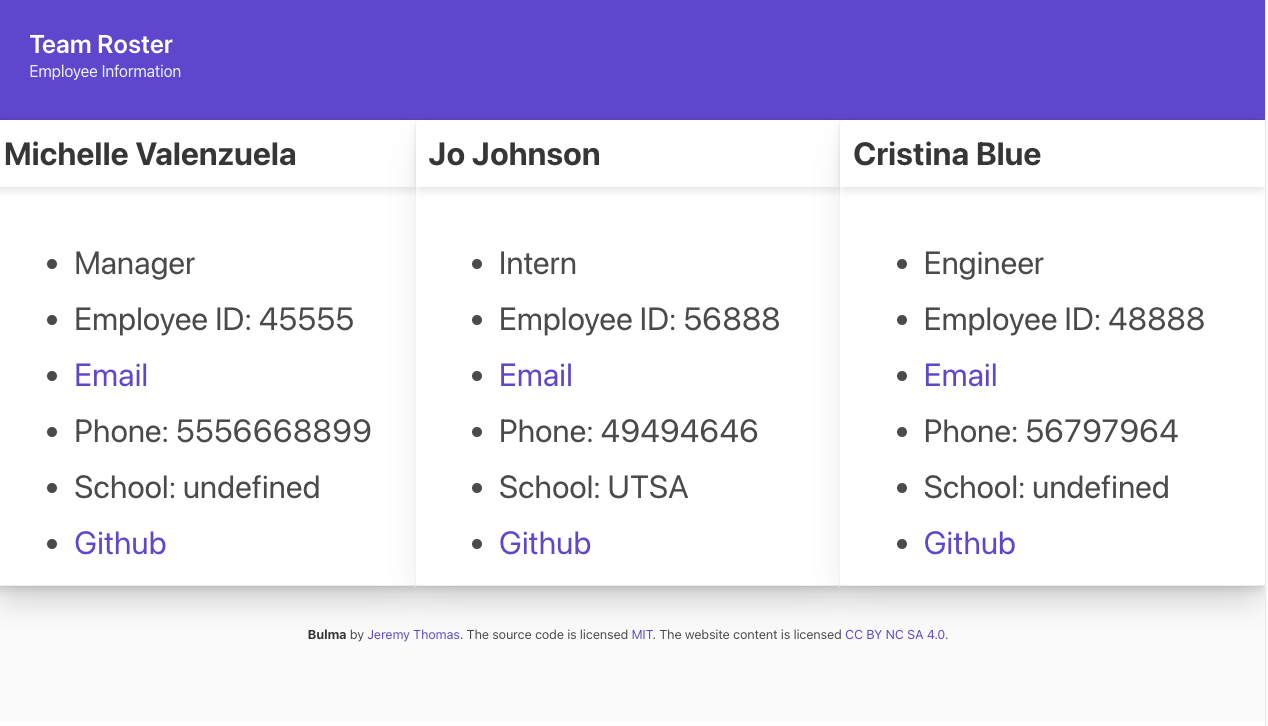 Team Roster
Employee Information
Michelle Valenzuela
Manager
Employee ID: 45555
Email
Phone: 5556668899
School: undefined
Github
Jo Johnson
Intern
Employee ID: 56888
Email
Phone: 49494646
School: UTSA
Github
Cristina Blue
Engineer
Employee ID: 48888
Email
Phone: 56797964
School: undefined
Github
Bulma by Jeremy Thomas. The source code is licensed MIT. The website content is licensed CC BY NC SA 4.0.